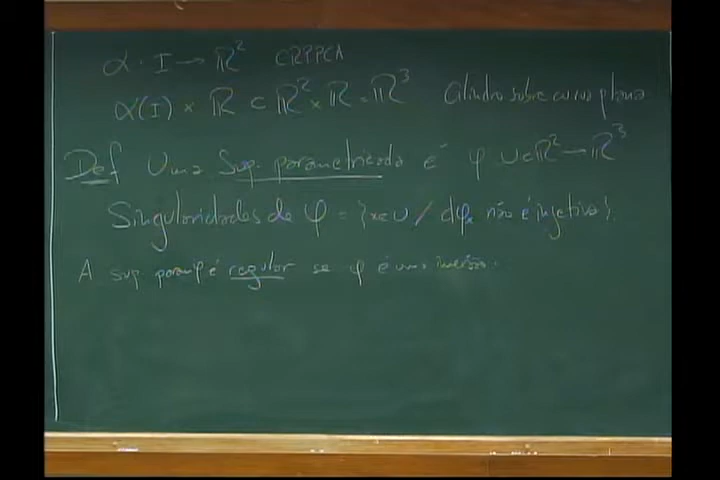 α : I → ℝ² CRPPCA
α(I) × ℝ ⊂ ℝ² × ℝ = ℝ³ Cilindro sobre curva plana
Def Uma Sup. parametrizada é φ: U⊂ℝ² → ℝ³
Singularidades de φ = {x∈U / dφₓ não é injetiva}.
A sup param φ é regular se φ é uma imersão.